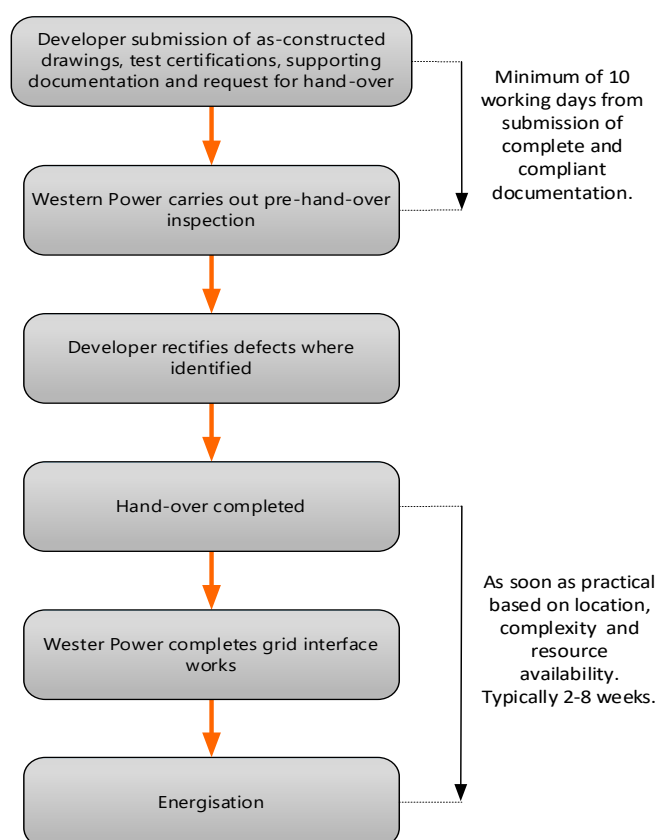 Developer submission of as-constructed
drawings, test certifications, supporting
documentation and request for hand-over
Minimum of 10
working days from
submission of
complete and
compliant
documentation.
Western Power carries out pre-hand-over
inspection
Developer rectifies defects where
identified
Hand-over completed
As soon as practical
based on location,
complexity and
resource
availability.
Typically 2-8 weeks.
Wester Power completes grid interface
works
Energisation